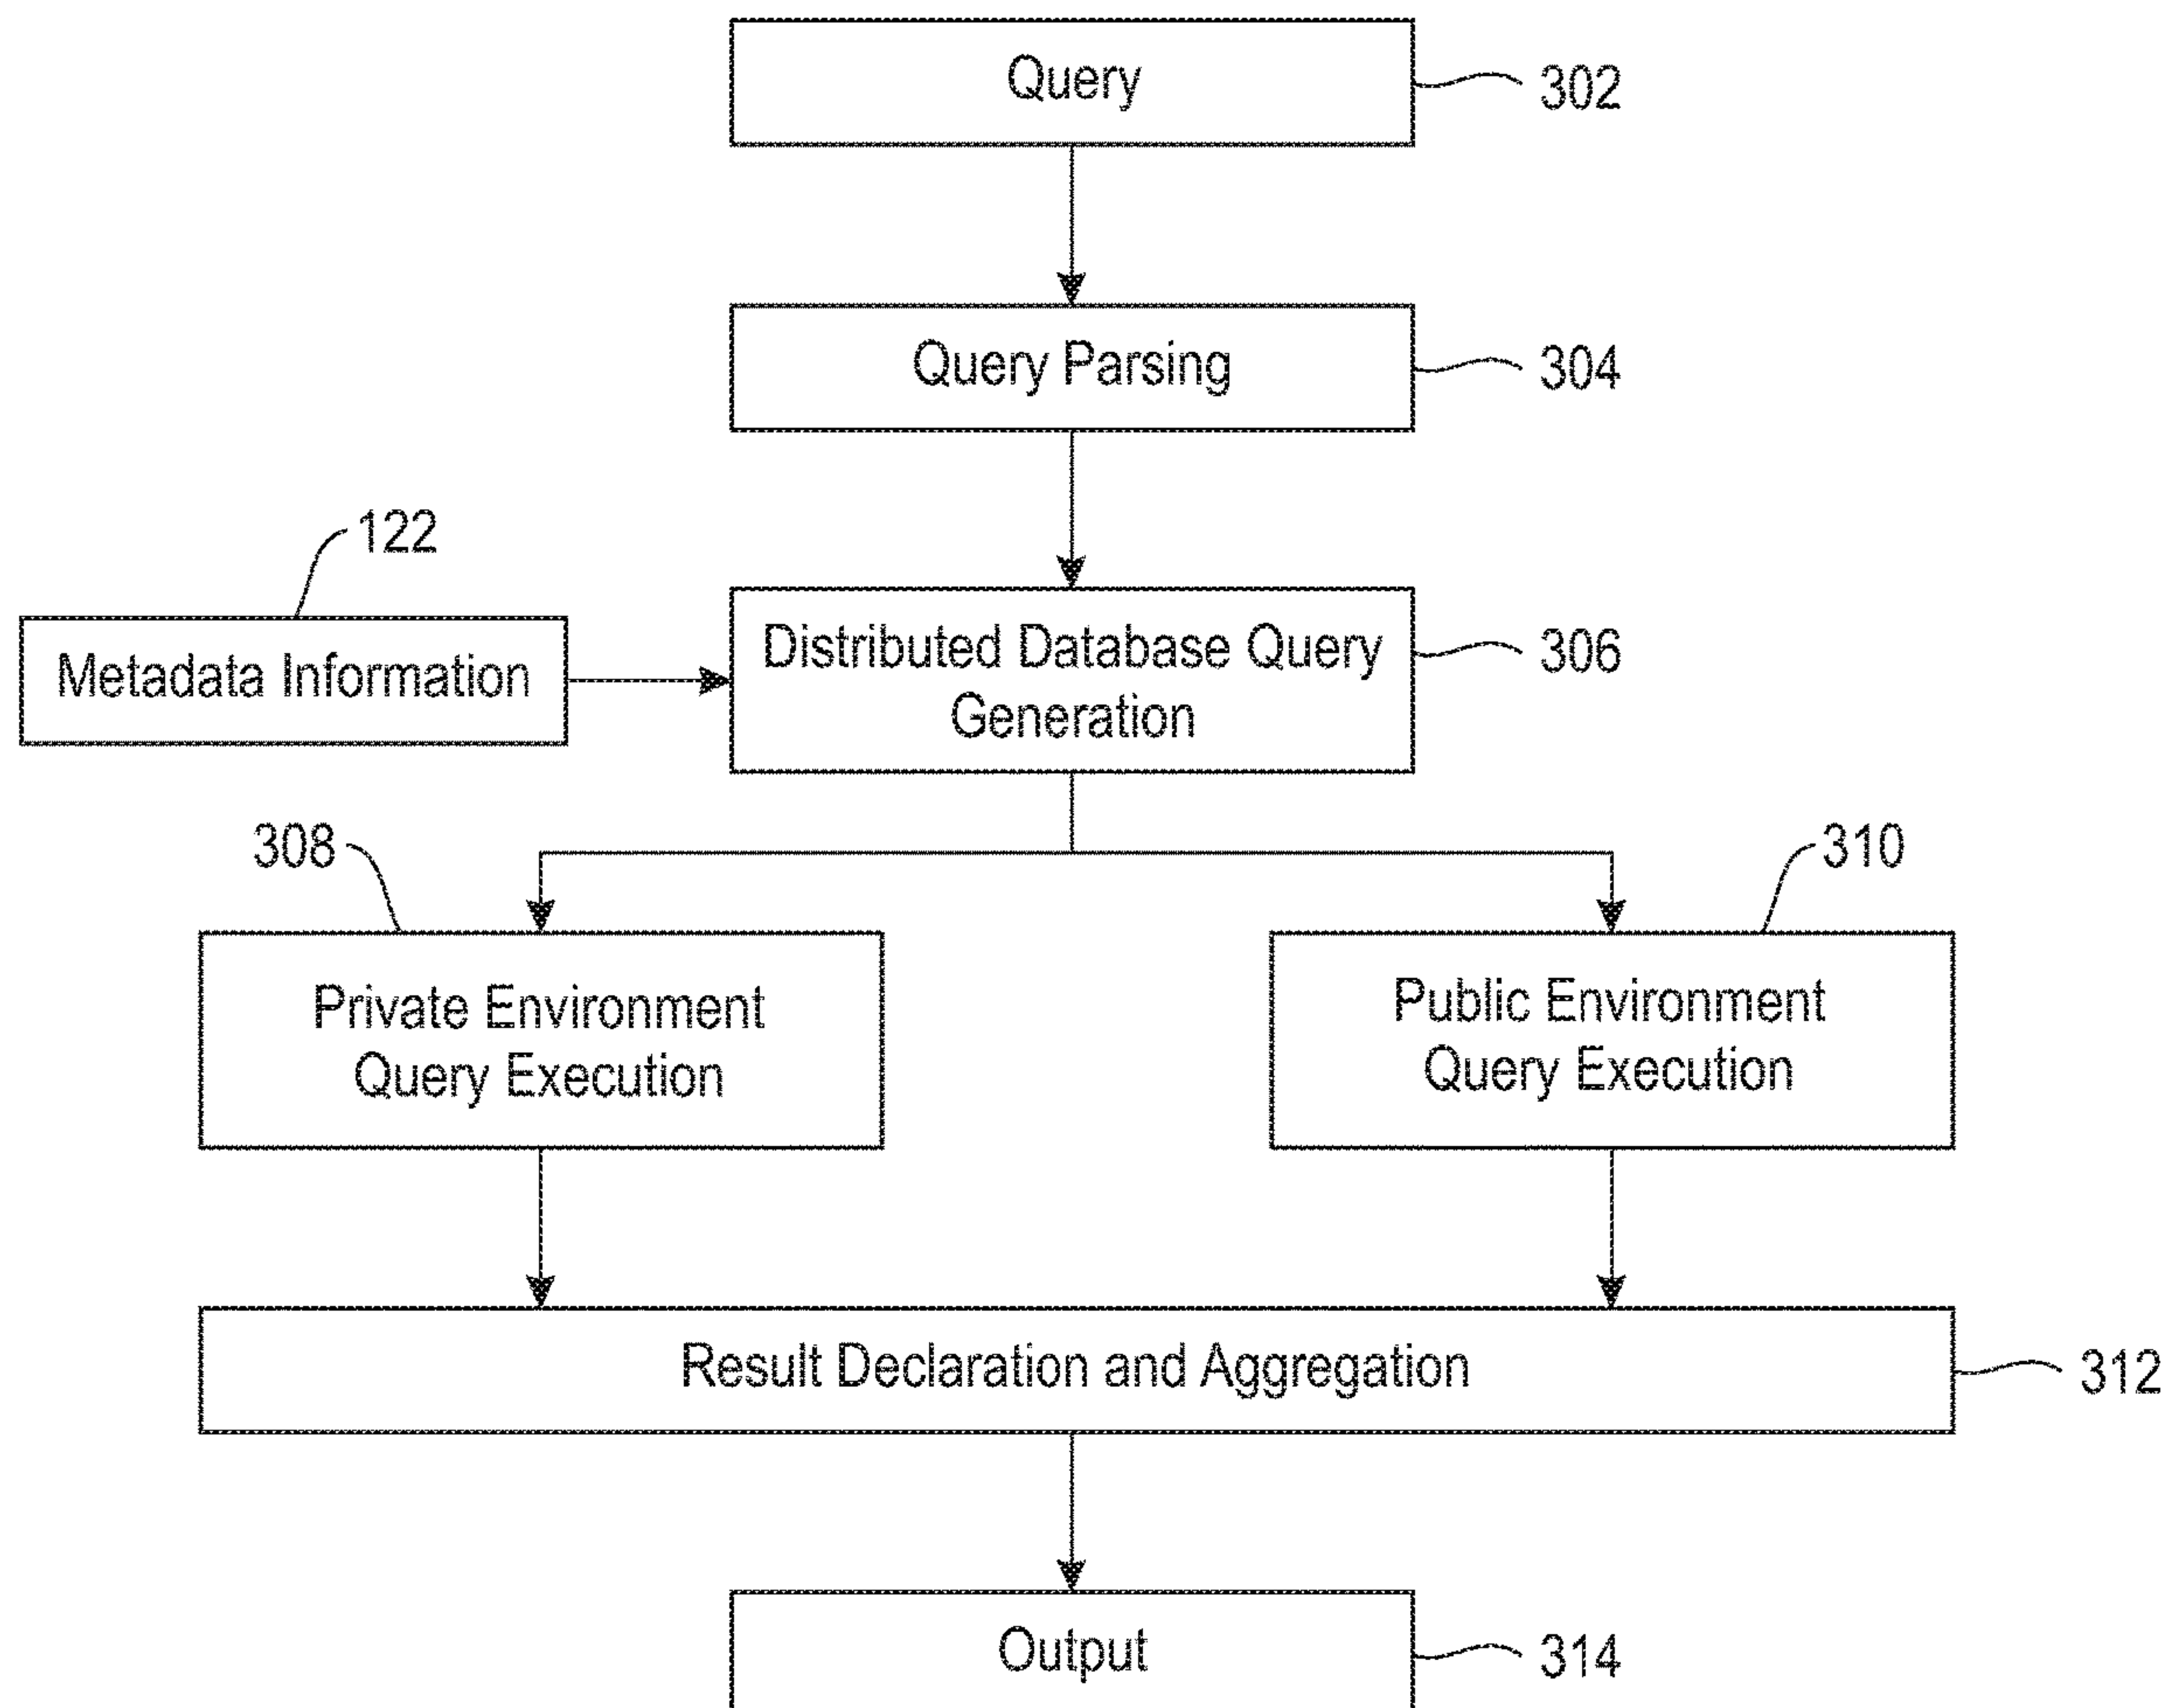 Query
302
Query Parsing
304
122
Metadata Information
Distributed Database Query
Generation
306
308
310
Private Environment
Query Execution
Public Environment
Query Execution
Result Declaration and Aggregation
312
Output
314